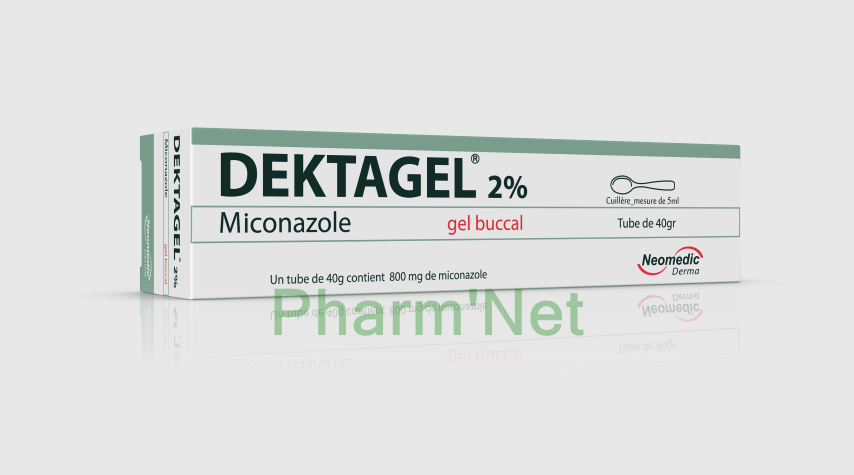 DEKTAGEL® 2%
Cuillère_mesure de 5ml
Miconazole gel buccal Tube de 40gr
Neomedic
Derma
Un tube de 40g contient 800 mg de miconazole
DEKTAGEL® 2%
Miconazole gel buccal
Neomedic
Pharm'Net